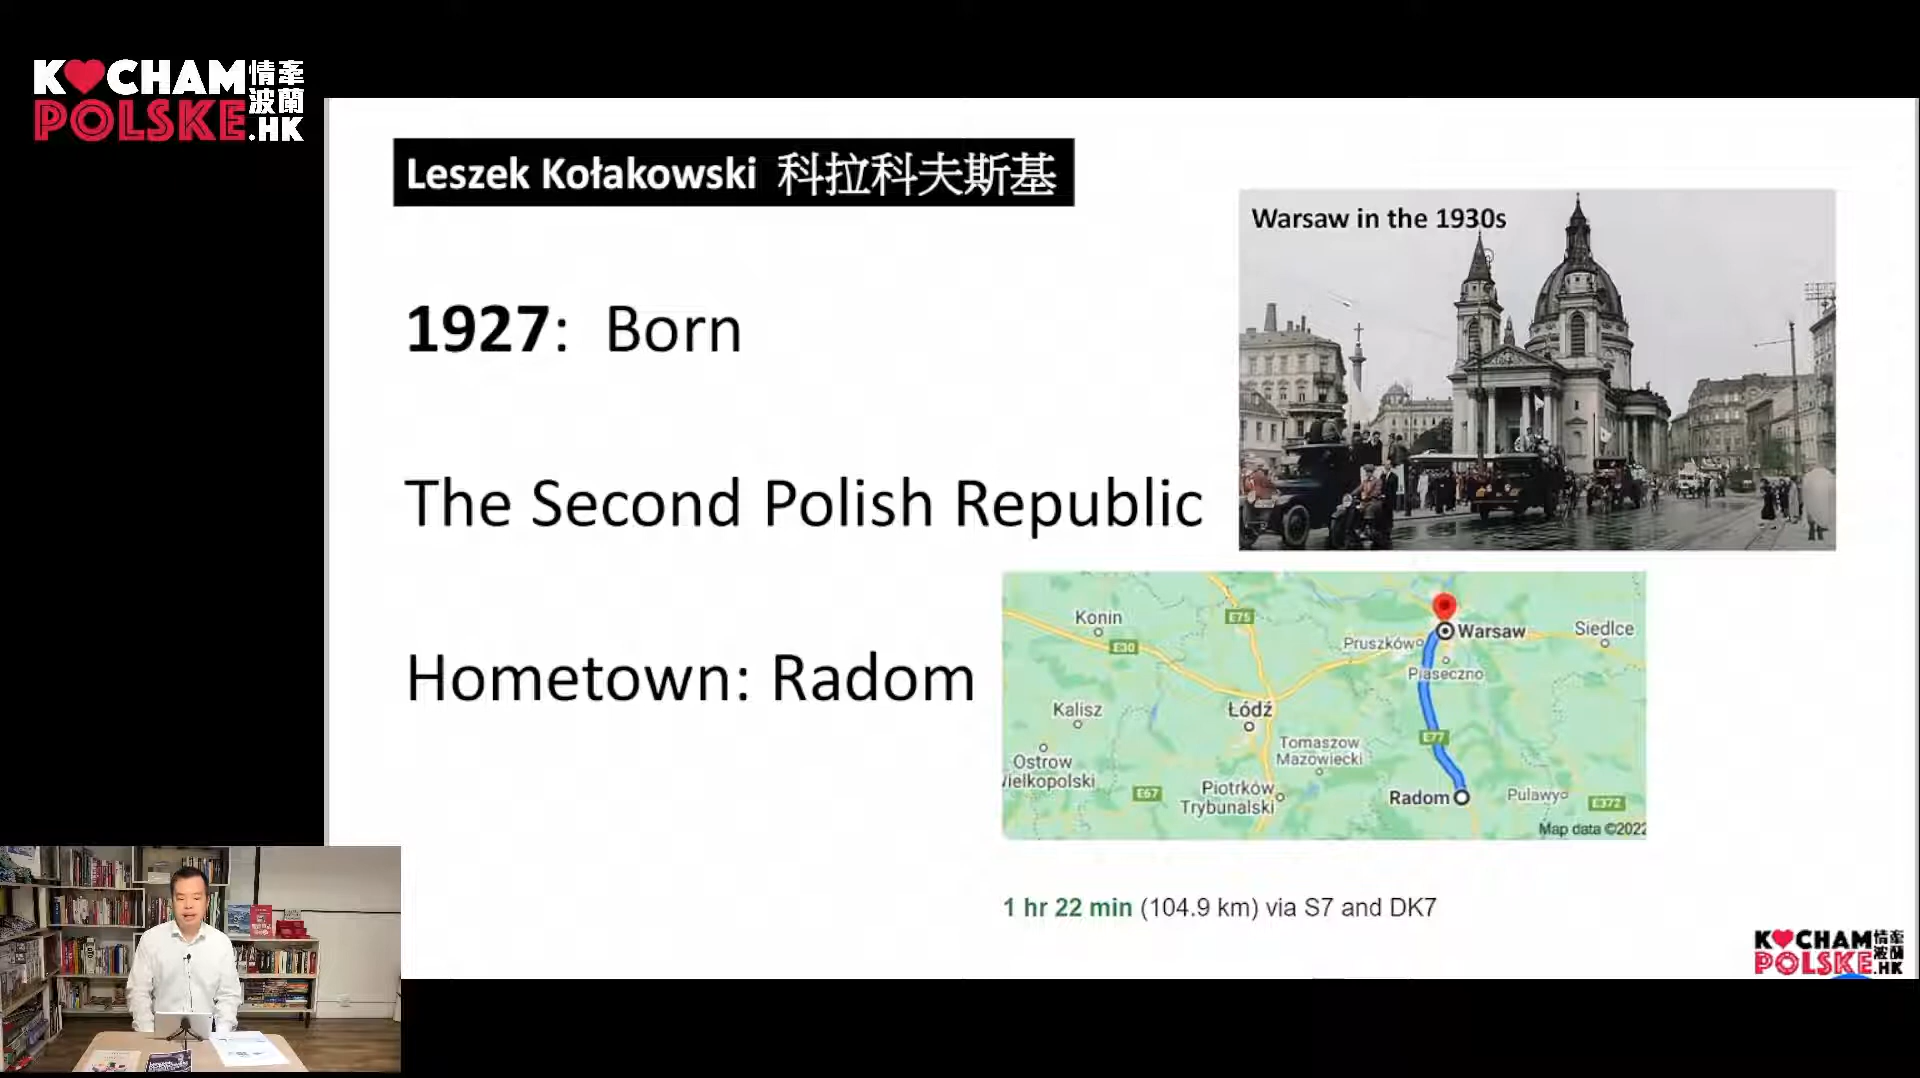 K CHAM 情牽
POLSKE 波蘭
.HK
Leszek Kołakowski 科拉科夫斯基
Warsaw in the 1930s
1927: Born
The Second Polish Republic
Hometown: Radom
Konin
E75
E30
Pruszków
Warsaw
Siedlce
Piaseczno
Kalisz
Łódź
E77
Ostrow
Wielkopolski
Tomaszow
Mazowiecki
E67
Piotrków
Trybunalski
Radom
Pulawy
E372
Map data ©2022
1 hr 22 min (104.9 km) via S7 and DK7
K CHAM 情牽
POLSKE 波蘭
.HK